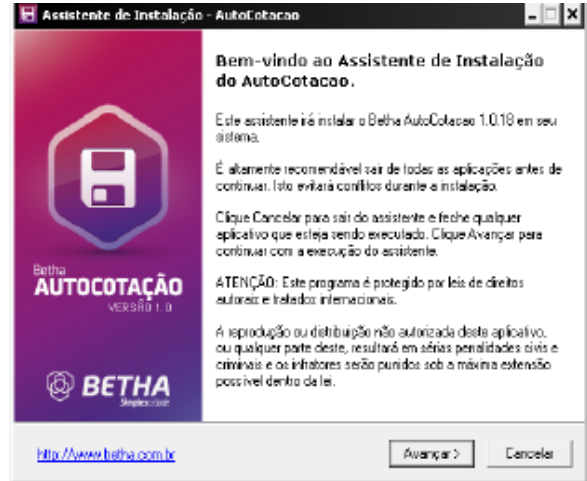 Assistente de Instalação - AutoCotacao
Bem-vindo ao Assistente de Instalação
do AutoCotacao.
Este assistente irá instalar o Betha AutoCotacao 1.0.18 em seu
sistema.
É altamente recomendável sair de todas as aplicações antes de
continuar. Isto evitará conflitos durante a instalação.
Clique Cancelar para sair do assistente e feche qualquer
aplicativo que esteja sendo executado. Clique Avançar para
continuar com a execução do assistente.
ATENÇÃO: Este programa é protegido por leis de direitos
autorais e tratados internacionais.
A reprodução ou distribuição não autorizada deste aplicativo,
ou qualquer parte deste, resultará em sérias penalidades civis e
criminais e os infratores serão punidos sob a máxima extensão
possível dentro da lei.
Betha
AUTOCOTAÇÃO
VERSÃO 1.0
BETHA
http://www.betha.com.br
Avançar >
Cancelar